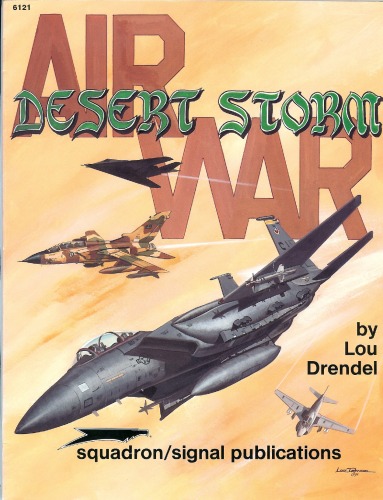 6121
AIR
DESERT STORM
WAR
by
Lou
Drendel
squadron/signal publications